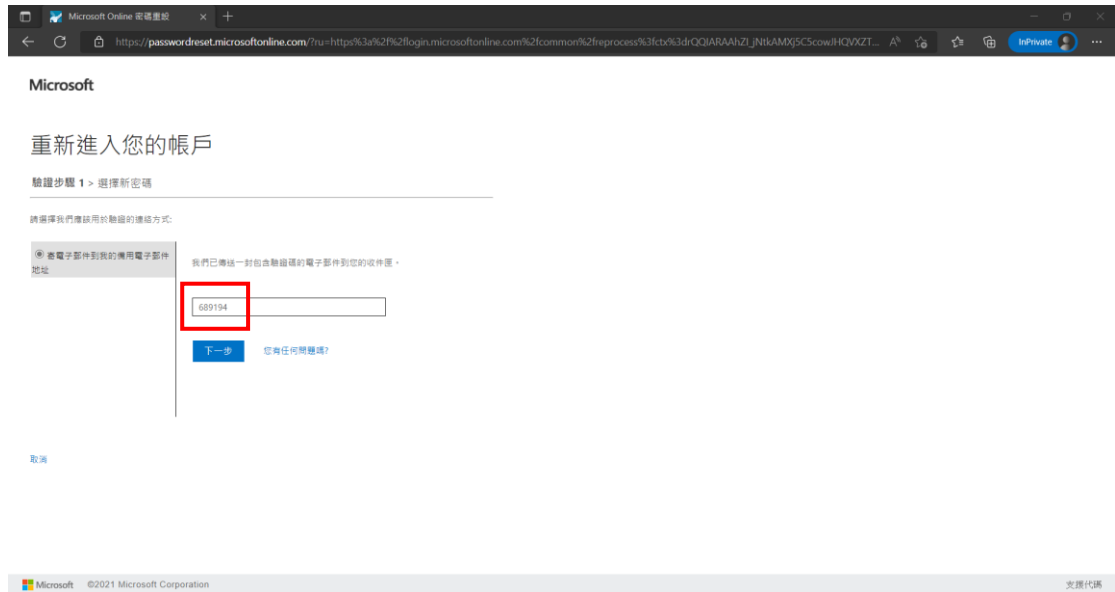 Microsoft Online 密碼重設
https://passwordreset.microsoftonline.com/?ru=https%3a%2f%2flogin.microsoftonline.com%2fcommon%2freprocess%3fctx%3drQQIARAAhZI_jNtkAMXj5C5cowJHQVXZT...
InPrivate
Microsoft
重新進入您的帳戶
驗證步驟 1 > 選擇新密碼
請選擇我們應該用於驗證的連絡方式:
寄電子郵件到我的備用電子郵件
地址
我們已傳送一封包含驗證碼的電子郵件到您的收件匣。
689194
下一步 您有任何問題嗎?
取消
Microsoft ©2021 Microsoft Corporation 支援代碼